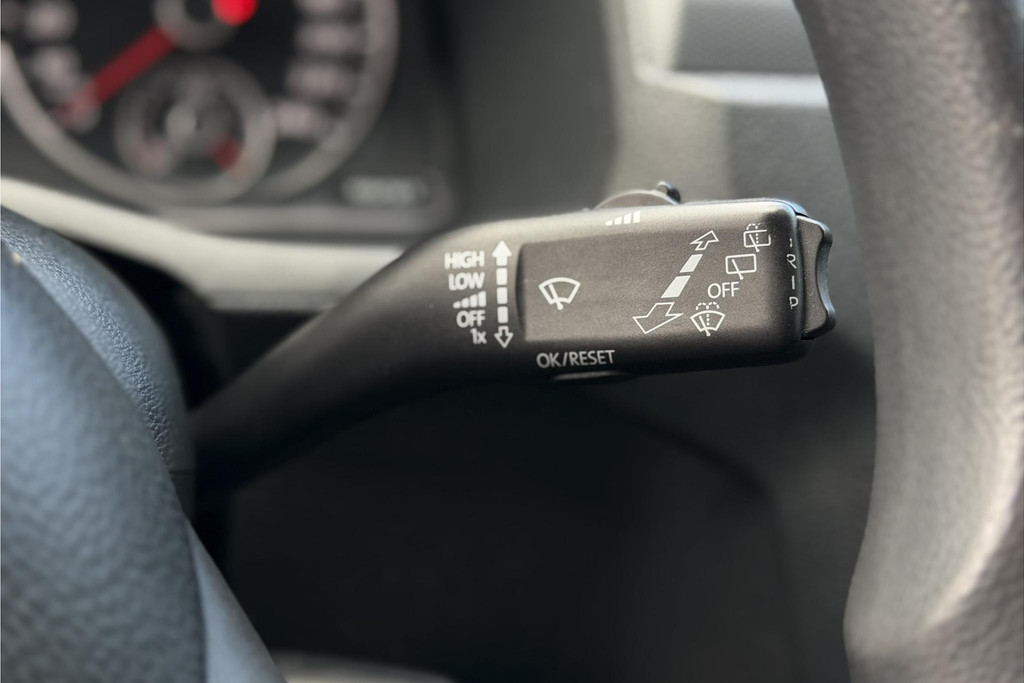 HIGH
LOW
OFF
1x
OK/RESET
OFF
TRIP